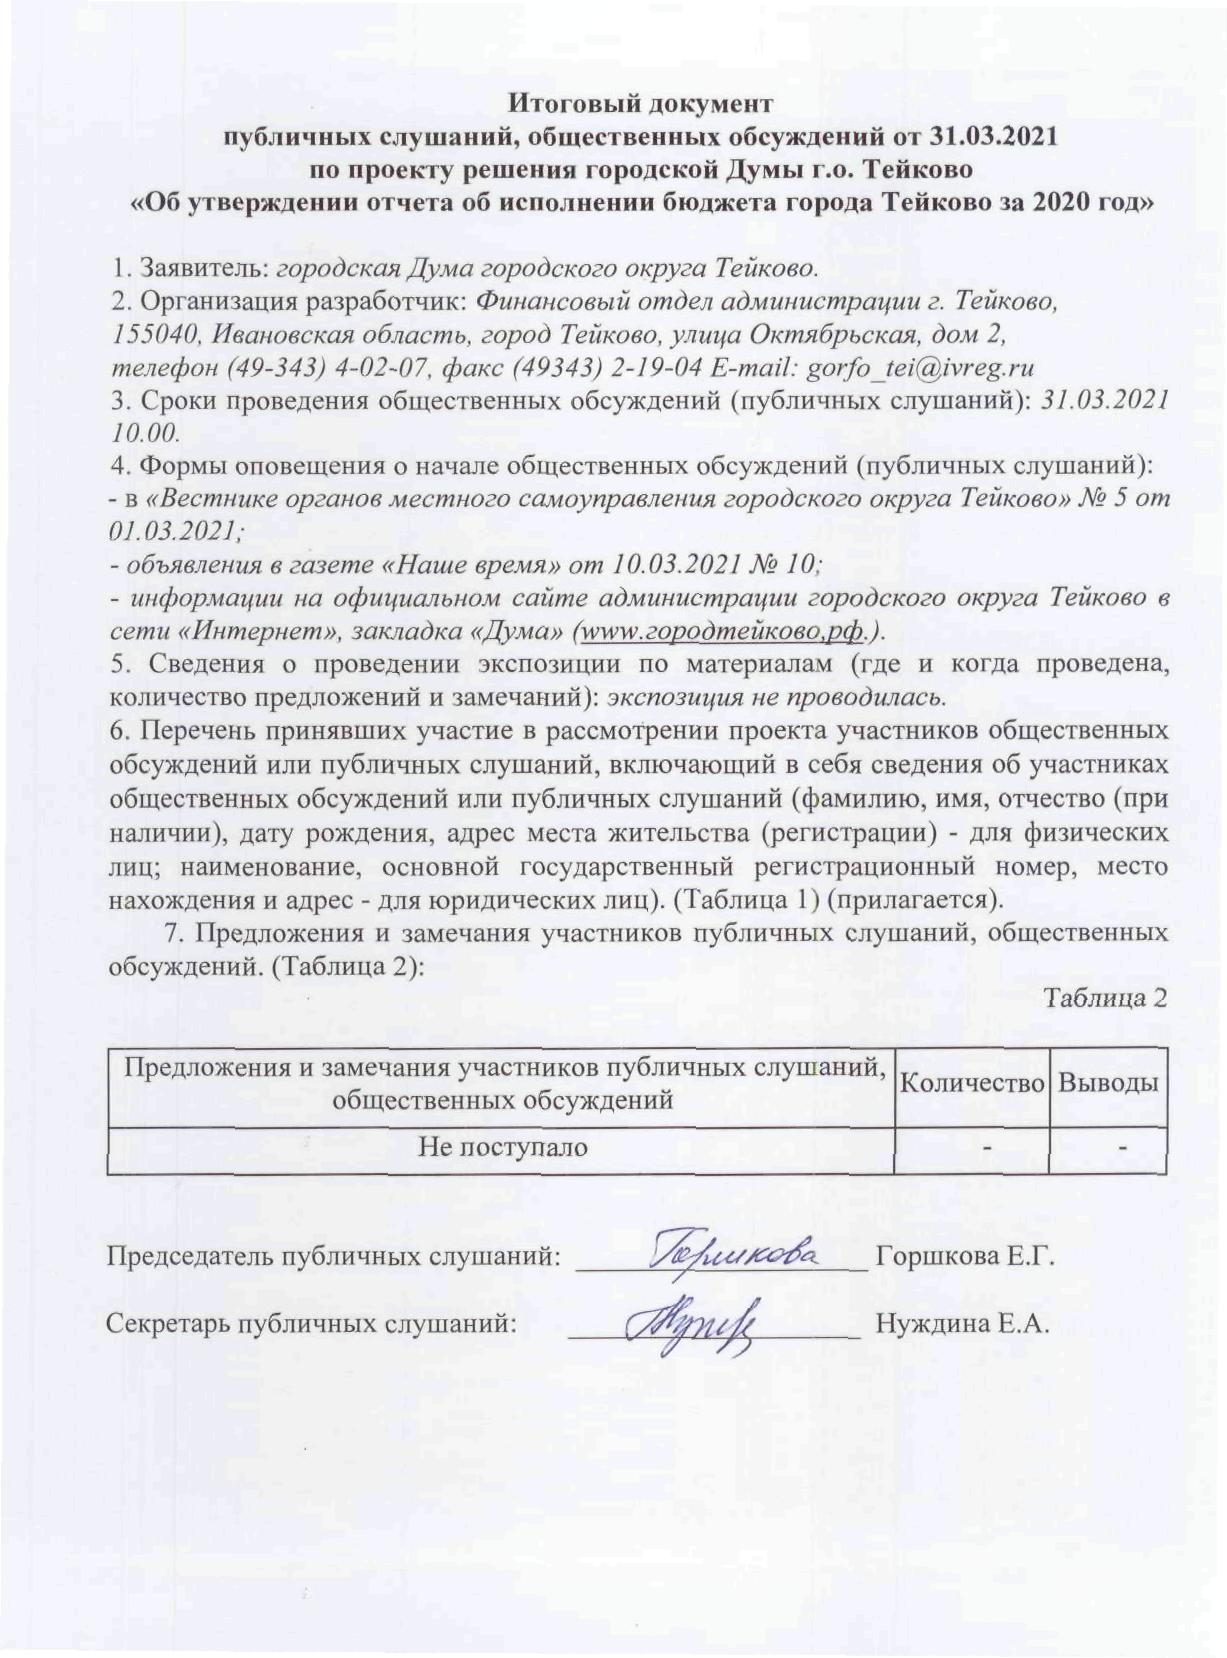 Итоговый документ
публичных слушаний, общественных обсуждений от 31.03.2021
по проекту решения городской Думы г.о. Тейково
«Об утверждении отчета об исполнении бюджета города Тейково за 2020 год»
1. Заявитель: городская Дума городского округа Тейково.
2. Организация разработчик: Финансовый отдел администрации г. Тейково,
155040, Ивановская область, город Тейково, улица Октябрьская, дом 2,
телефон (49-343) 4-02-07, факс (49343) 2-19-04 E-mail: gorfo_tei@ivreg.ru
3. Сроки проведения общественных обсуждений (публичных слушаний): 31.03.2021
10.00.
4. Формы оповещения о начале общественных обсуждений (публичных слушаний):
- в «Вестнике органов местного самоуправления городского округа Тейково» № 5 от
01.03.2021;
- объявления в газете «Наше время» от 10.03.2021 № 10;
- информации на официальном сайте администрации городского округа Тейково в
сети «Интернет», закладка «Дума» (www.городтейково,рф.).
5. Сведения о проведении экспозиции по материалам (где и когда проведена,
количество предложений и замечаний): экспозиция не проводилась.
6. Перечень принявших участие в рассмотрении проекта участников общественных
обсуждений или публичных слушаний, включающий в себя сведения об участниках
общественных обсуждений или публичных слушаний (фамилию, имя, отчество (при
наличии), дату рождения, адрес места жительства (регистрации) - для физических
лиц; наименование, основной государственный регистрационный номер, место
нахождения и адрес - для юридических лиц). (Таблица 1) (прилагается).
7. Предложения и замечания участников публичных слушаний, общественных
обсуждений. (Таблица 2):
Таблица 2
Предложения и замечания участников публичных слушаний,
общественных обсуждений
Количество
Выводы
Не поступало - -
Председатель публичных слушаний: Горшкова Горшкова Е.Г.
Секретарь публичных слушаний: Нуждина Е.А.